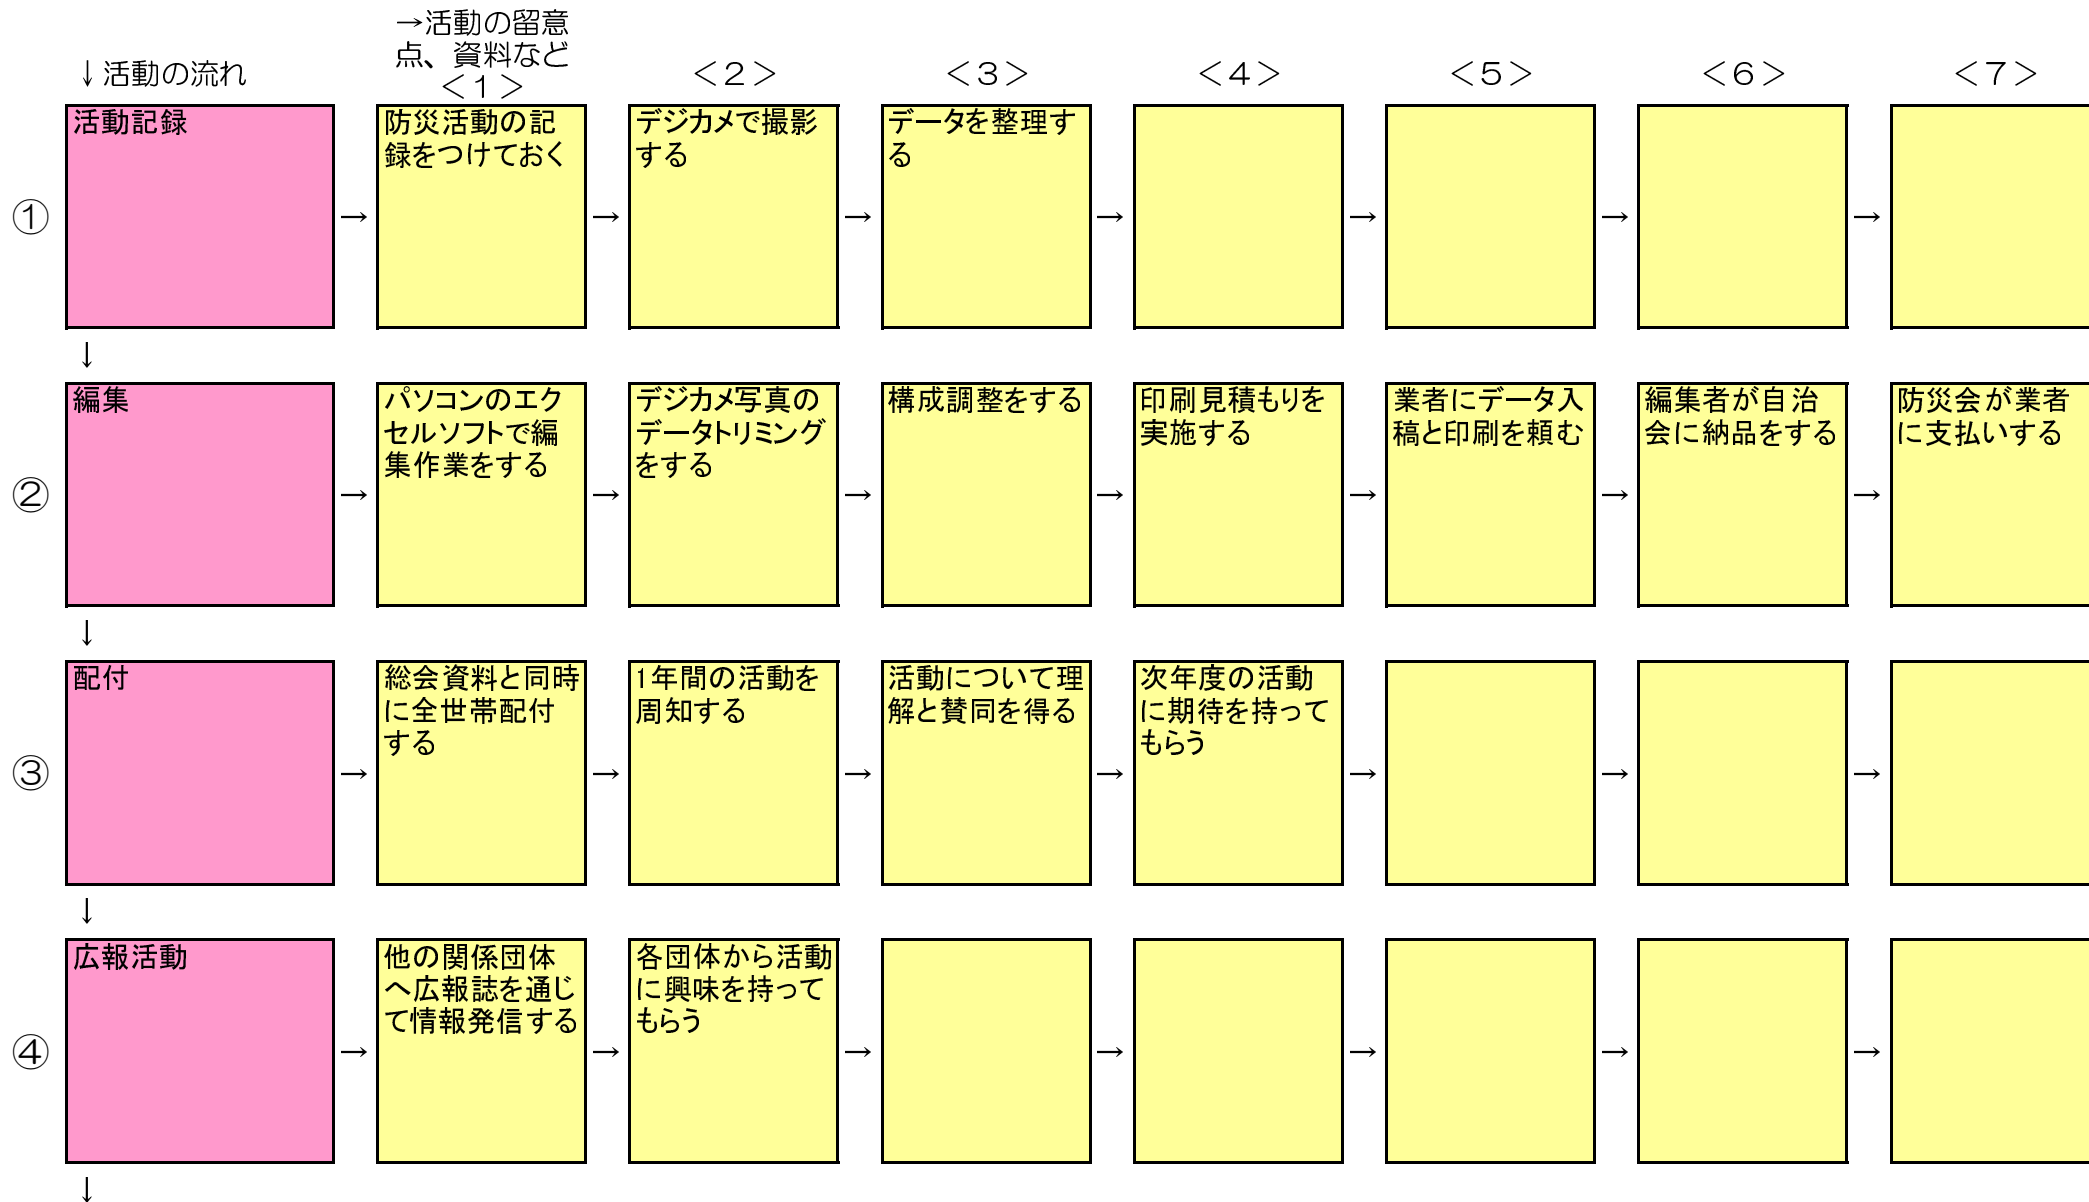 ↓活動の流れ
→活動の留意
点、資料など
＜1＞
＜2＞
＜3＞
＜4＞
＜5＞
＜6＞
＜7＞
①
活動記録
→
防災活動の記
録をつけておく
→
デジカメで撮影
する
→
データを整理す
る
→
→
→
→
↓
②
編集
→
パソコンのエク
セルソフトで編
集作業をする
→
デジカメ写真の
データトリミング
をする
→
構成調整をする
→
印刷見積もりを
実施する
→
業者にデータ入
稿と印刷を頼む
→
編集者が自治
会に納品をする
→
防災会が業者
に支払いする
↓
③
配付
→
総会資料と同時
に全世帯配付
する
→
1年間の活動を
周知する
→
活動について理
解と賛同を得る
→
次年度の活動
に期待を持って
もらう
→
→
→
↓
④
広報活動
→
他の関係団体
へ広報誌を通じ
て情報発信する
→
各団体から活動
に興味を持って
もらう
→
→
→
→
→
↓